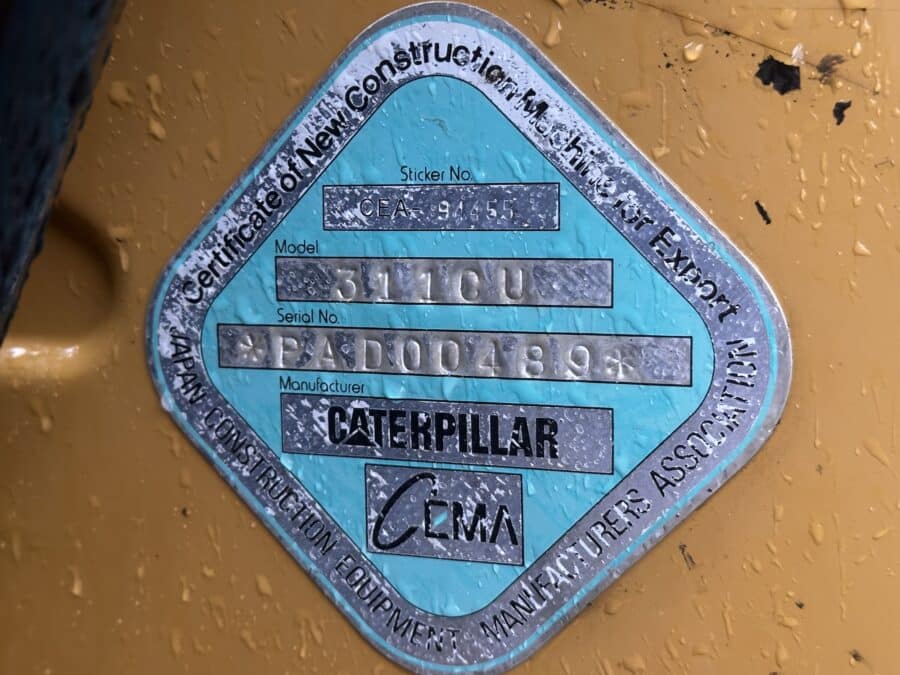 Certificate of New Construction Machine for Export
Sticker No.
CEA- 94455
Model
311CU
Serial No.
*PAD00489*
Manufacturer
CATERPILLAR
CEMA
JAPAN CONSTRUCTION EQUIPMENT MANUFACTURERS ASSOCIATION